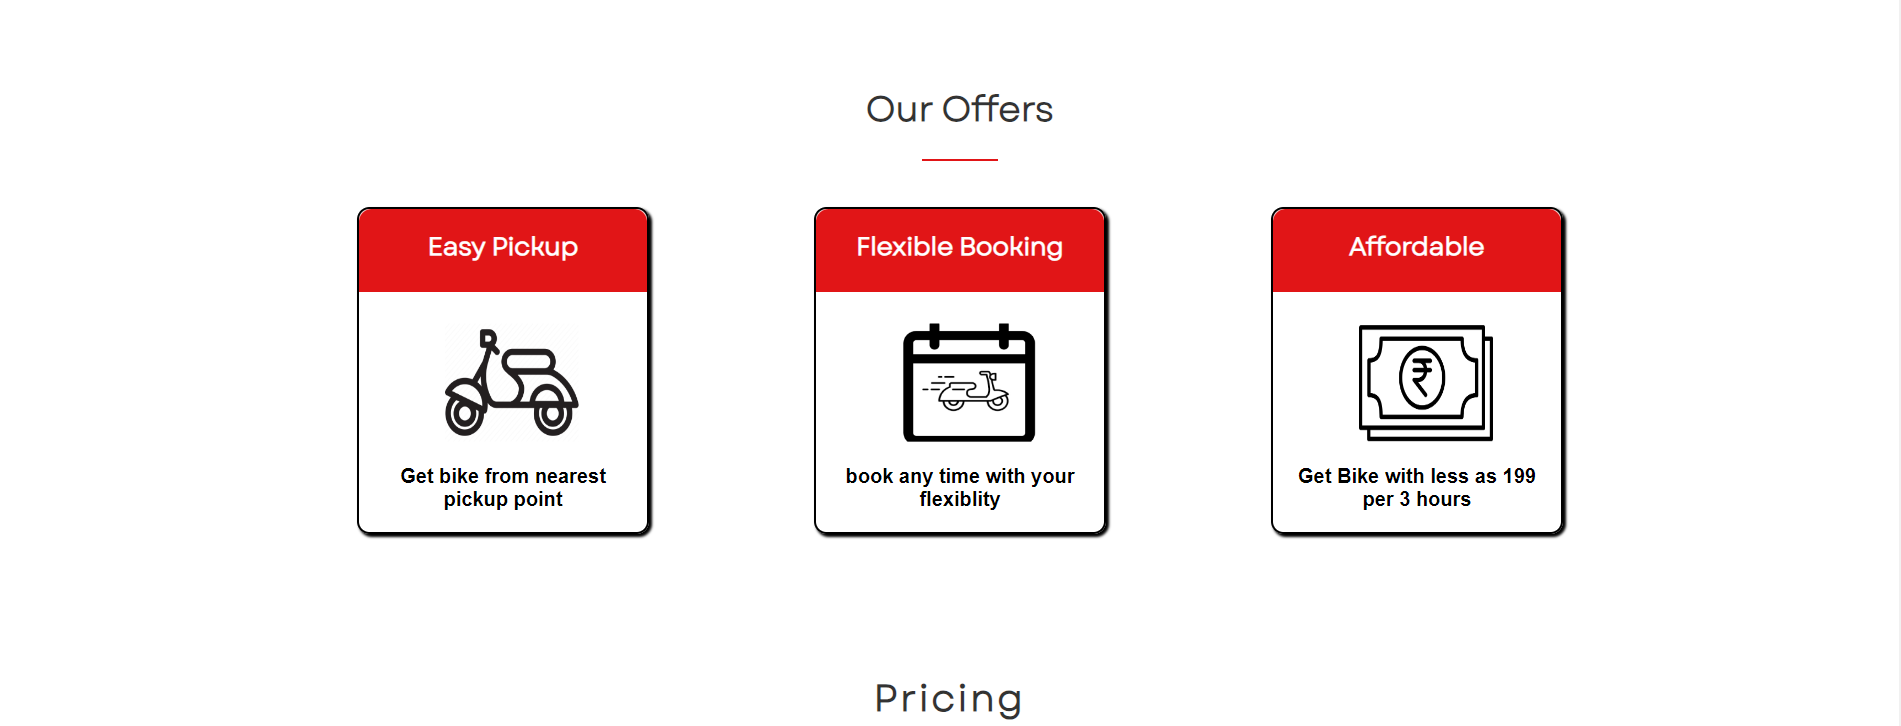 Our Offers
Easy Pickup
Get bike from nearest
pickup point
Flexible Booking
book any time with your
flexiblity
Affordable
₹
Get Bike with less as 199
per 3 hours
Pricing